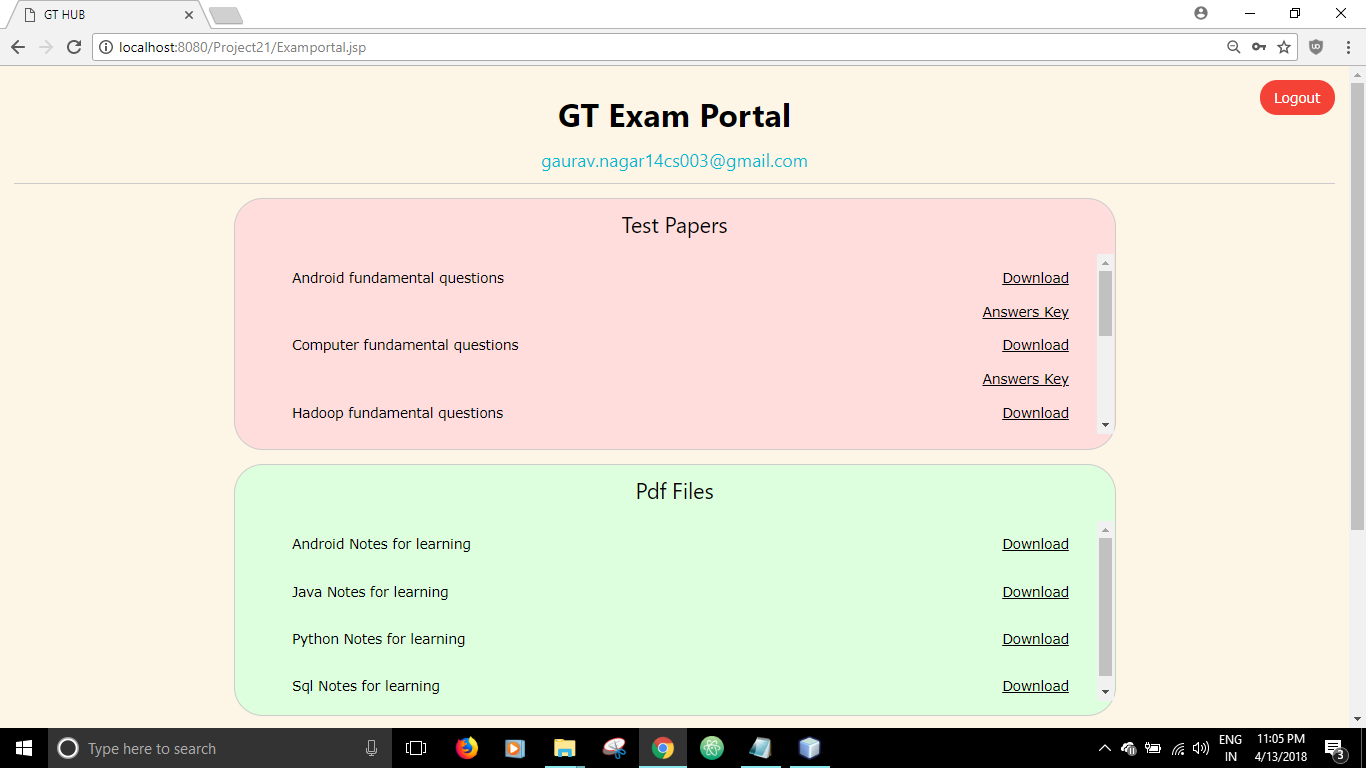 GT HUB
localhost:8080/Project21/Examportal.jsp
Logout
GT Exam Portal
gaurav.nagar14cs003@gmail.com
Test Papers
Android fundamental questions Download
Answers Key
Computer fundamental questions Download
Answers Key
Hadoop fundamental questions Download
Pdf Files
Android Notes for learning Download
Java Notes for learning Download
Python Notes for learning Download
Sql Notes for learning Download
Type here to search
ENG 11:05 PM
IN 4/13/2018 3